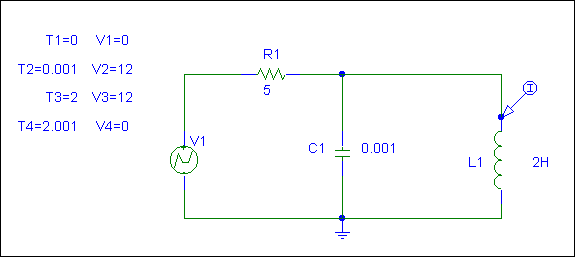 T1=0 V1=0
R1
T2=0.001 V2=12
5
T3=2 V3=12
I
T4=2.001 V4=0
V1
C1 0.001
L1 2H